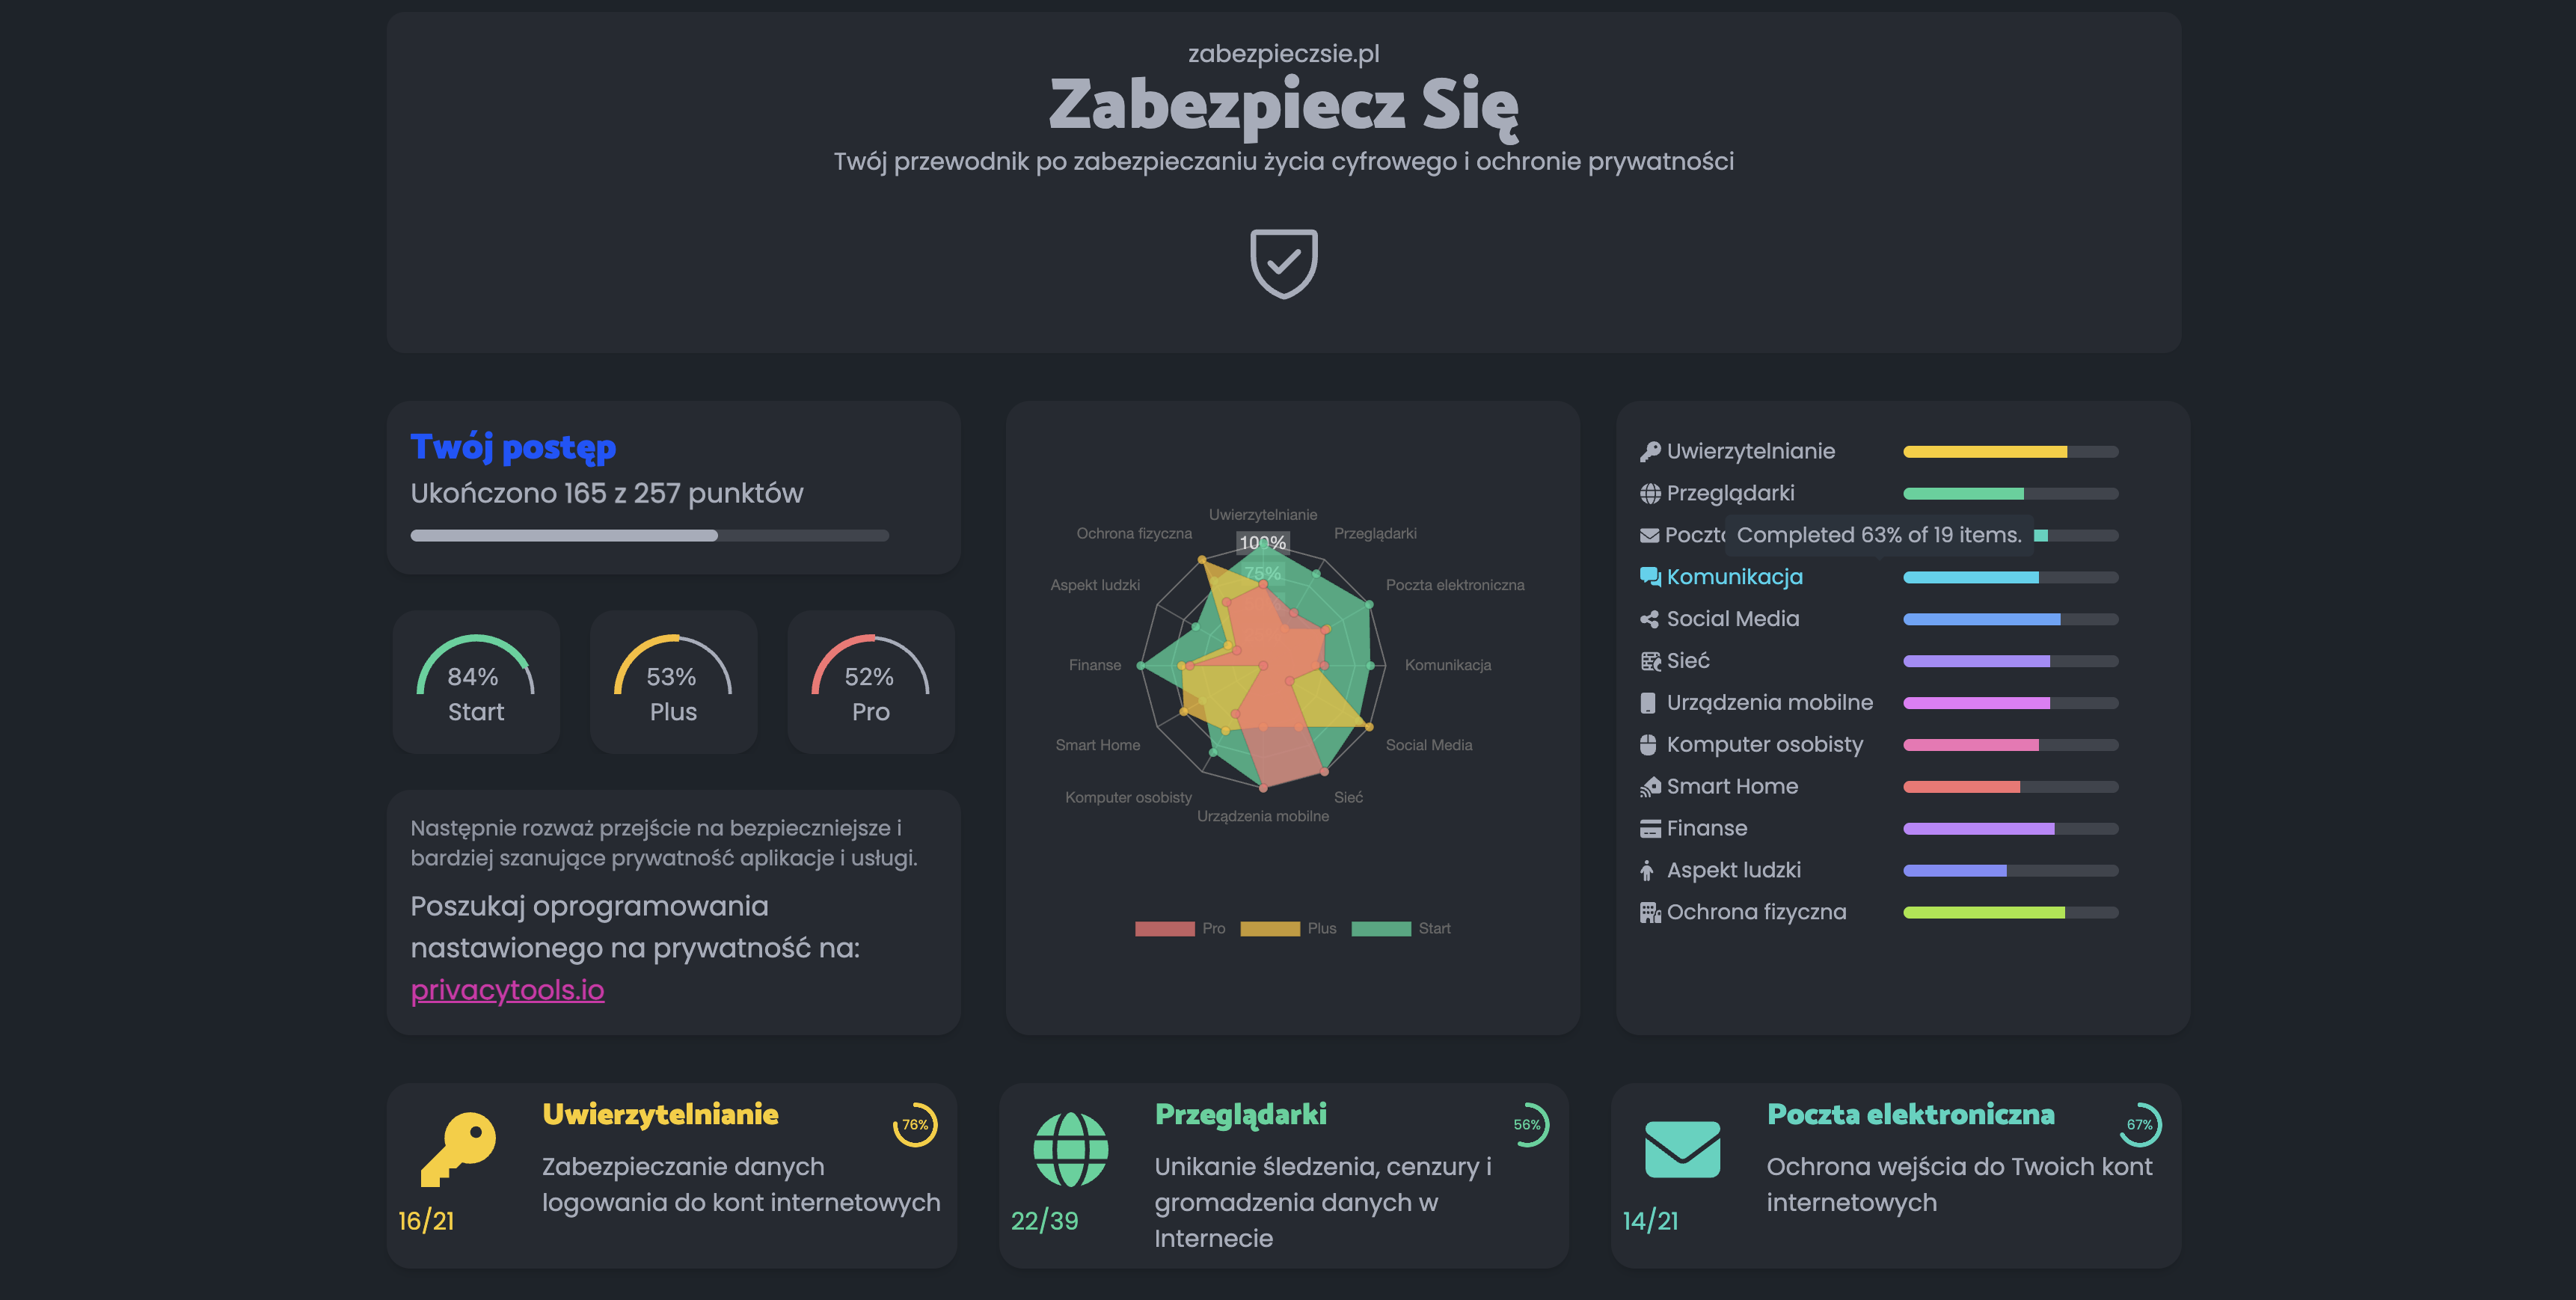 zabezpieczsie.pl
Zabezpiecz Się
Twój przewodnik po zabezpieczaniu życia cyfrowego i ochronie prywatności
Twój postęp
Ukończono 165 z 257 punktów
84%
Start
53%
Plus
52%
Pro
Następnie rozważ przejście na bezpieczniejsze i
bardziej szanujące prywatność aplikacje i usługi.
Poszukaj oprogramowania
nastawionego na prywatność na:
privacytools.io
Uwierzytelnianie
Ochrona fizyczna
Przeglądarki
100%
75%
Aspekt ludzki
Poczta elektroniczna
Finanse
Komunikacja
Smart Home
Social Media
Komputer osobisty
Sieć
Urządzenia mobilne
Pro
Plus
Start
Uwierzytelnianie
Przeglądarki
Completed 63% of 19 items.
Komunikacja
Social Media
Sieć
Urządzenia mobilne
Komputer osobisty
Smart Home
Finanse
Aspekt ludzki
Ochrona fizyczna
Uwierzytelnianie
76%
Zabezpieczanie danych
logowania do kont internetowych
16/21
Przeglądarki
56%
Unikanie śledzenia, cenzury i
gromadzenia danych w
Internecie
22/39
Poczta elektroniczna
67%
Ochrona wejścia do Twoich kont
internetowych
14/21